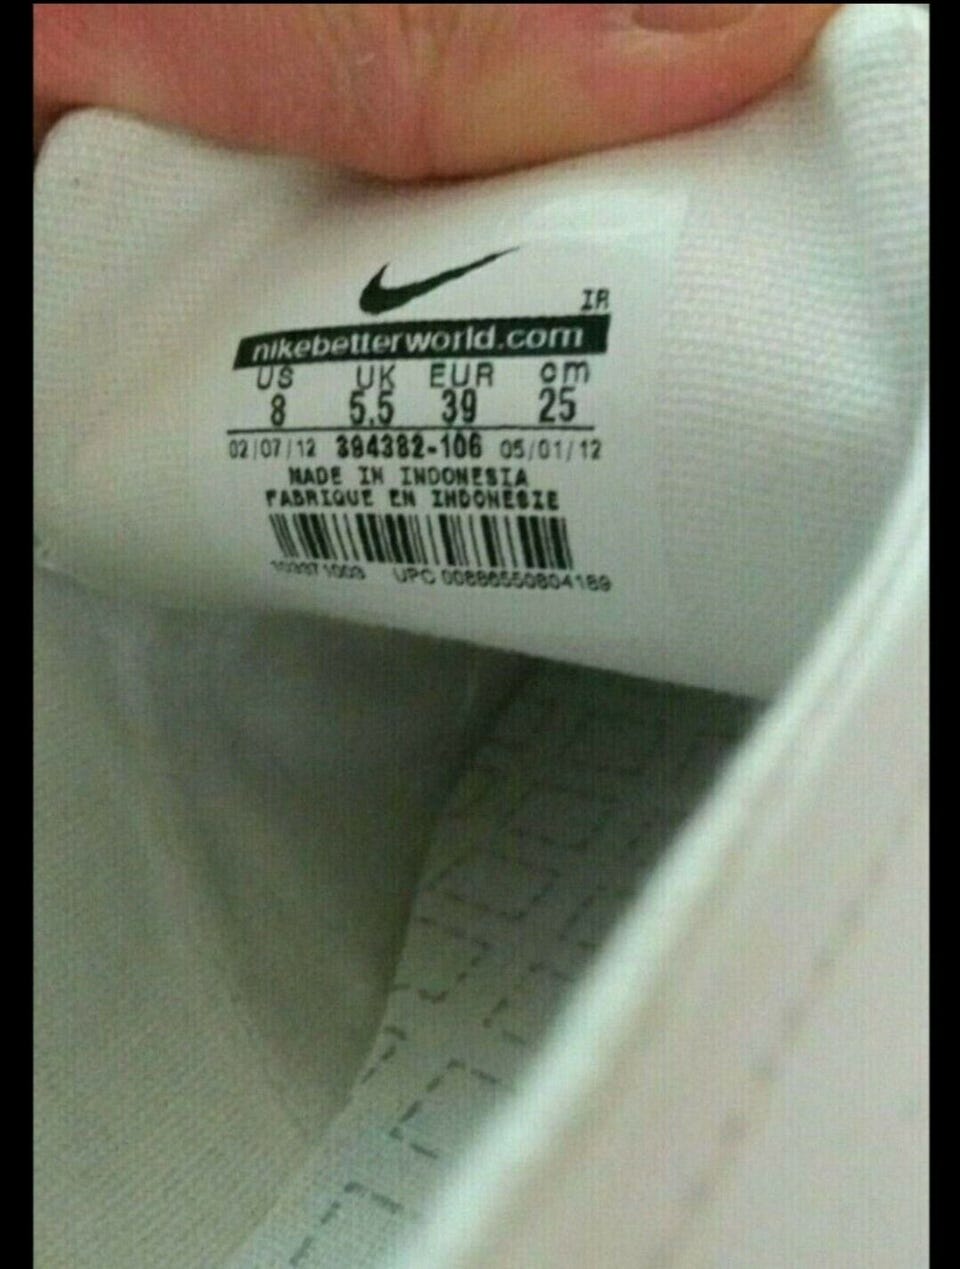 IR
nikebetterworld.com
US UK EUR cm
8 5.5 39 25
02/07/12 394382-106 05/01/12
MADE IN INDONESIA
FABRIQUE EN INDONESIE
UPC 00886550804189